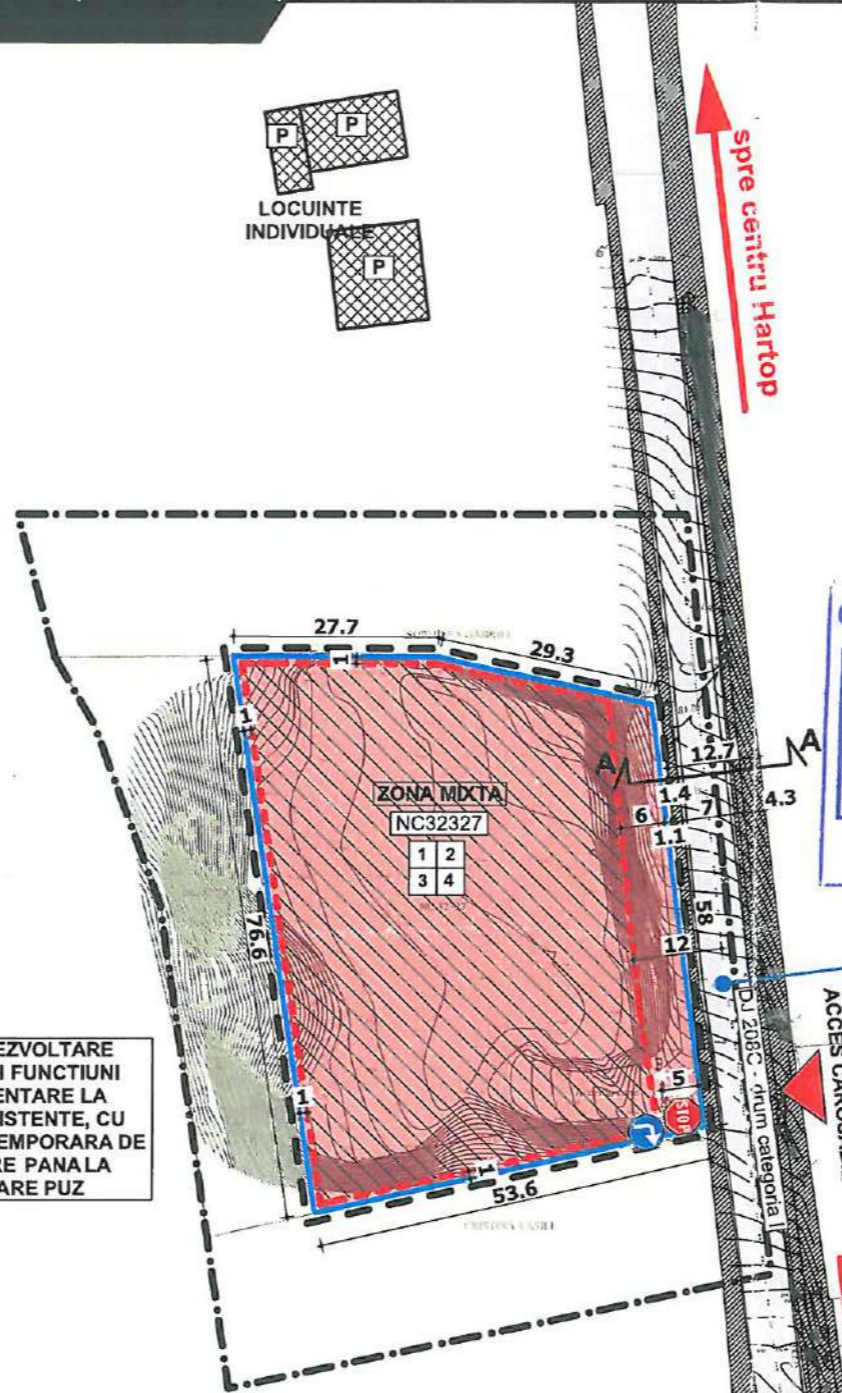 P
P
LOCUINTE
INDIVIDUALE
P
spre centru Hartop
27.7
29.3
1
1
A
A
12.7
ZONA MIXTA
NC32327
1 2
3 4
1.4
7
4.3
6
1.1
76.6
58
12
DJ 208C - drum categoria I
5
STOP
1
1
53.6
EZVOLTARE
I FUNCTIUNI
ENTARE LA
ISTENTE, CU
EMPORARA DE
RE PANA LA
ARE PUZ